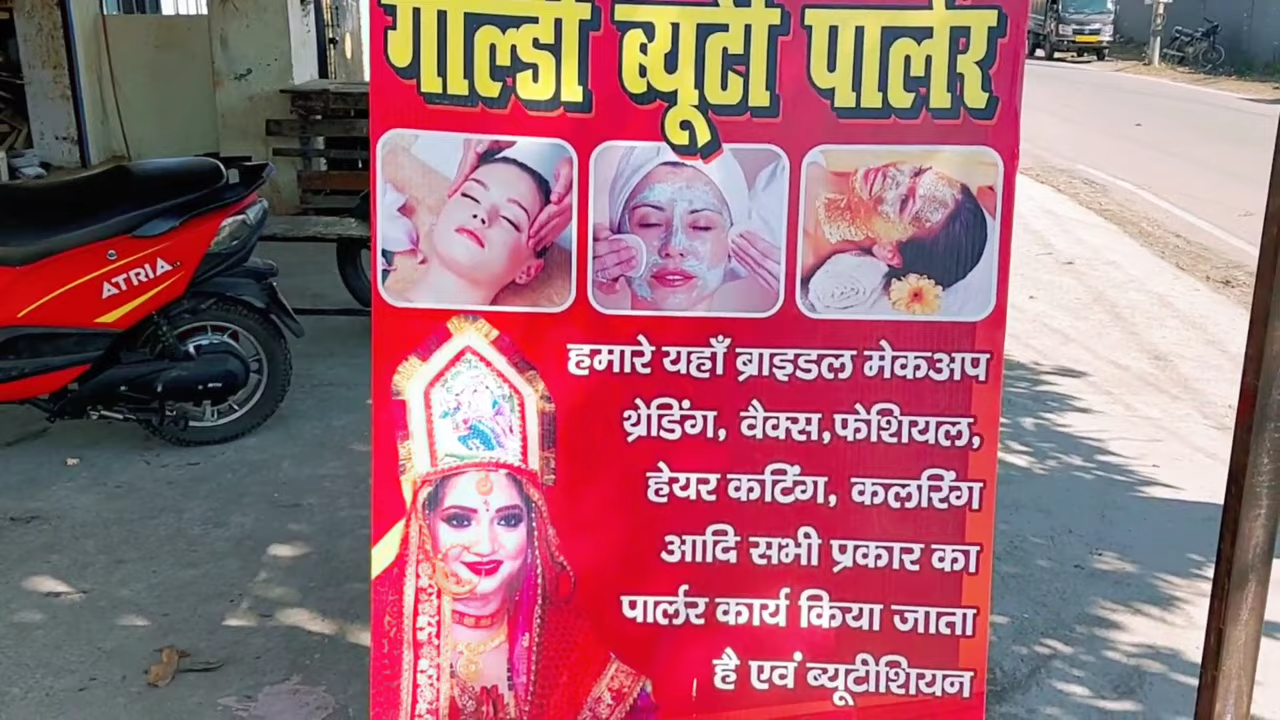 गोल्डी ब्यूटी पार्लर
ATRIA
हमारे यहाँ ब्राइडल मेकअप
थ्रेडिंग, वैक्स,फेशियल,
हेयर कटिंग, कलरिंग
आदि सभी प्रकार का
पार्लर कार्य किया जाता
है एवं ब्यूटीशियन